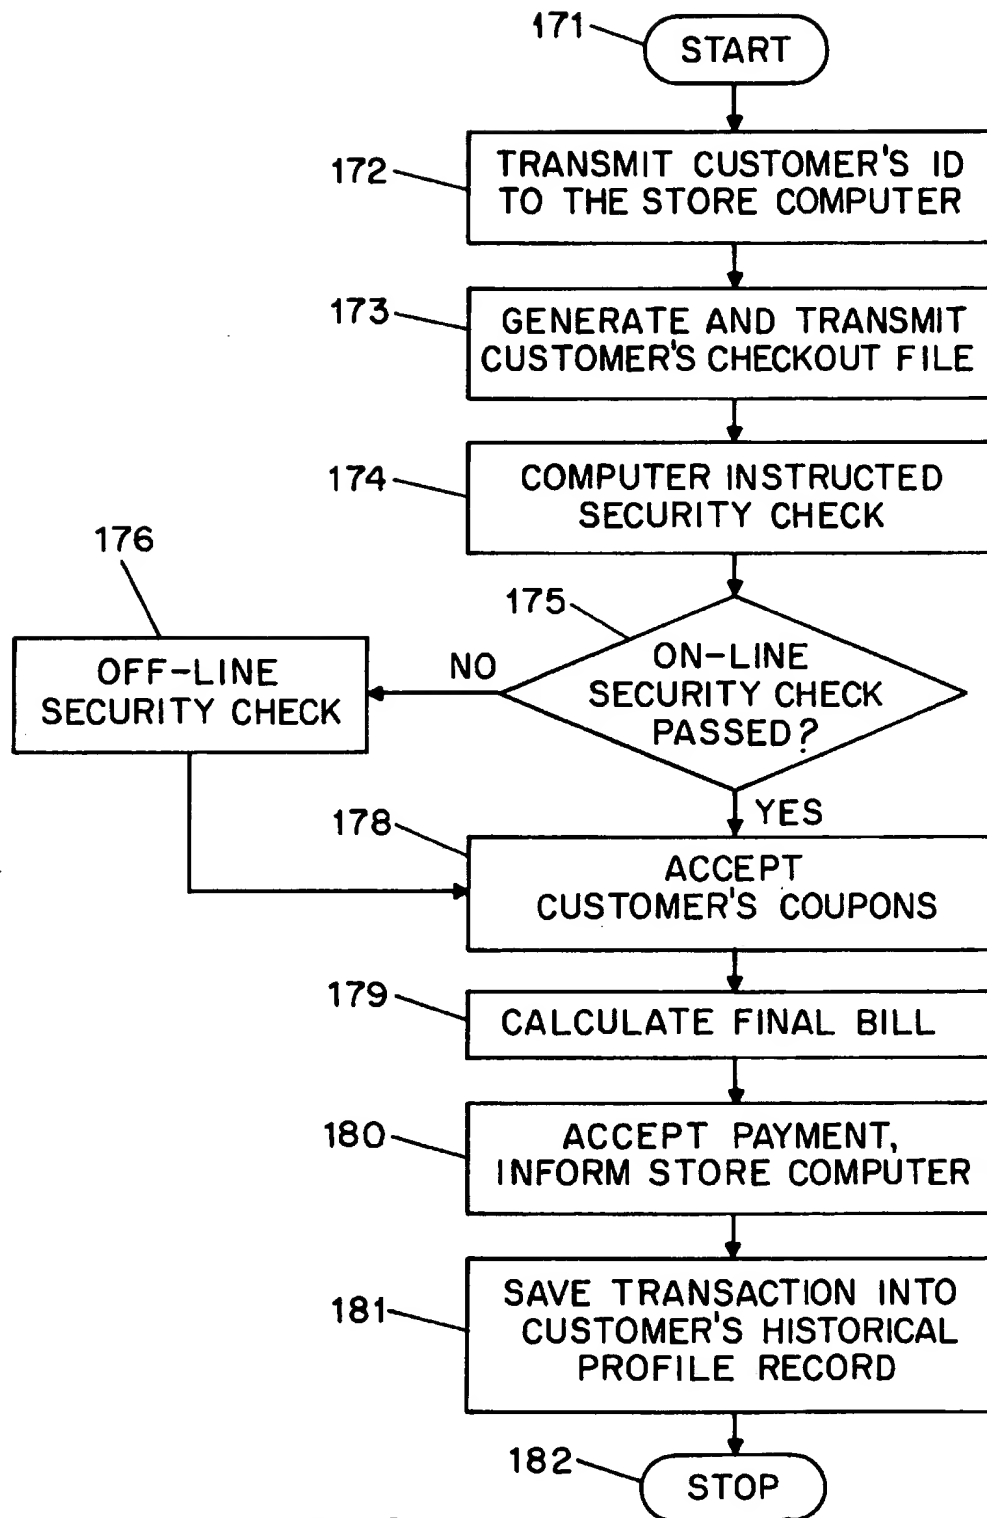 171
START
172
TRANSMIT CUSTOMER'S ID
TO THE STORE COMPUTER
173
GENERATE AND TRANSMIT
CUSTOMER'S CHECKOUT FILE
174
COMPUTER INSTRUCTED
SECURITY CHECK
175
ON-LINE
SECURITY CHECK
PASSED?
NO
176
OFF-LINE
SECURITY CHECK
YES
178
ACCEPT
CUSTOMER'S COUPONS
179
CALCULATE FINAL BILL
180
ACCEPT PAYMENT,
INFORM STORE COMPUTER
181
SAVE TRANSACTION INTO
CUSTOMER'S HISTORICAL
PROFILE RECORD
182
STOP